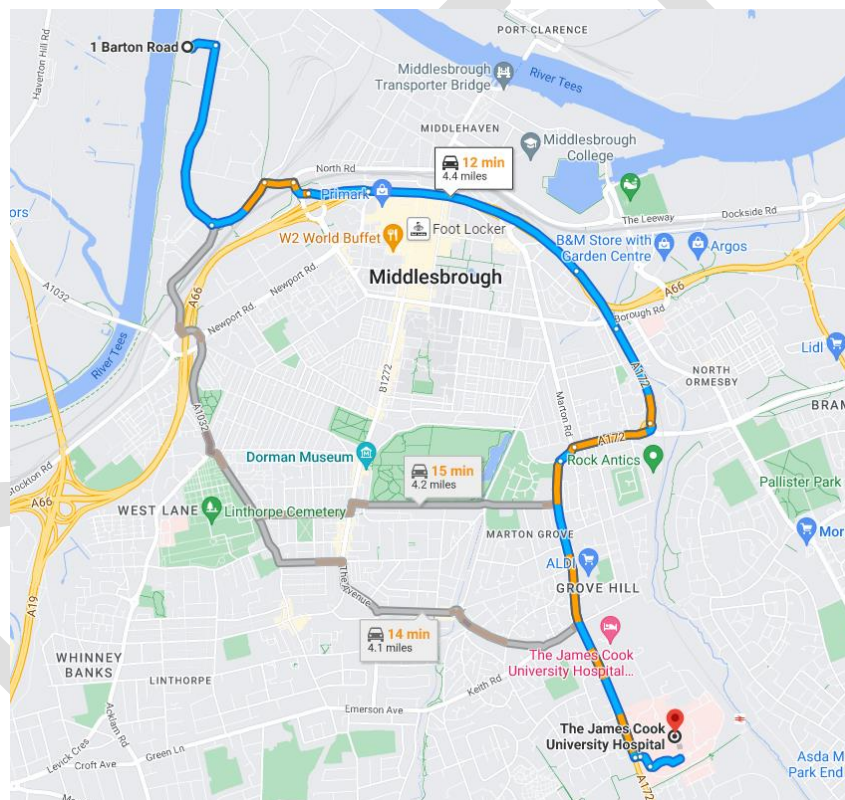 PORT CLARENCE
1 Barton Road
Haverton Hill Rd
River Tees
Middlesbrough
Transporter Bridge
MIDDLEHAVEN
Middlesbrough
College
North Rd
12 min
4.4 miles
Primark
The Leeway
Dockside Rd
ors
W2 World Buffet
Foot Locker
B&M Store with
Garden Centre
Argos
Middlesbrough
A1032
A66
Newport Rd
Newport Rd.
A66
Borough Rd
River Tees
Lidl
A172
NORTH
ORMESBY
B1272
A1032
Marton Rd
BRAM
A172
Dorman Museum
Rock Antics
Stockton Rd
15 min
4.2 miles
Pallister Park
A66
WEST LANE
Linthorpe Cemetery
Mor
MARTON GROVE
ALDI
GROVE HILL
The Avenue
A19
14 min
4.1 miles
The James Cook
University Hospital...
WHINNEY
BANKS
LINTHORPE
Keith Rd
Emerson Ave
Acklam Rd
The James Cook
University Hospital
Levick Cres
Green Ln
Croft Ave
Asda M
Park End
A172